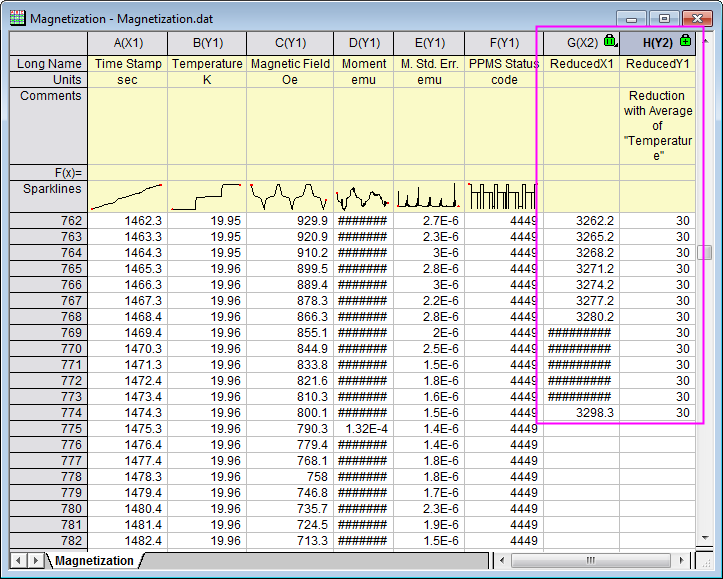 Magnetization - Magnetization.dat
A(X1) B(Y1) C(Y1) D(Y1) E(Y1) F(Y1) G(X2) H(Y2)
Long Name Time Stamp Temperature Magnetic Field Moment M. Std. Err. PPMS Status ReducedX1 ReducedY1
Units sec K Oe emu emu code
Comments Reduction
with Average
of
"Temperatur
e"
F(x)=
Sparklines
762 1462.3 19.95 929.9 ####### 2.7E-6 4449 3262.2 30
763 1463.3 19.95 920.9 ####### 2.3E-6 4449 3265.2 30
764 1464.3 19.95 910.2 ####### 3E-6 4449 3268.2 30
765 1465.3 19.96 899.5 ####### 2.8E-6 4449 3271.2 30
766 1466.3 19.96 889.4 ####### 3E-6 4449 3274.2 30
767 1467.3 19.96 878.3 ####### 2.2E-6 4449 3277.2 30
768 1468.4 19.96 866.3 ####### 2.8E-6 4449 3280.2 30
769 1469.4 19.96 855.1 ####### 2E-6 4449 ######### 30
770 1470.3 19.96 844.9 ####### 2.5E-6 4449 ######### 30
771 1471.3 19.96 833.8 ####### 1.5E-6 4449 ######### 30
772 1472.4 19.96 821.6 ####### 1.8E-6 4449 ######### 30
773 1473.4 19.96 810.3 ####### 1.6E-6 4449 ######### 30
774 1474.3 19.96 800.1 ####### 1.5E-6 4449 3298.3 30
775 1475.3 19.96 790.3 1.32E-4 1.4E-6 4449
776 1476.4 19.96 779.4 ####### 1.4E-6 4449
777 1477.4 19.96 768.1 ####### 1.8E-6 4449
778 1478.3 19.96 758 ####### 1.8E-6 4449
779 1479.4 19.96 746.8 ####### 1.7E-6 4449
780 1480.4 19.96 735.7 ####### 2.3E-6 4449
781 1481.4 19.96 724.5 ####### 1.9E-6 4449
782 1482.4 19.96 713.3 ####### 1.5E-6 4449
Magnetization